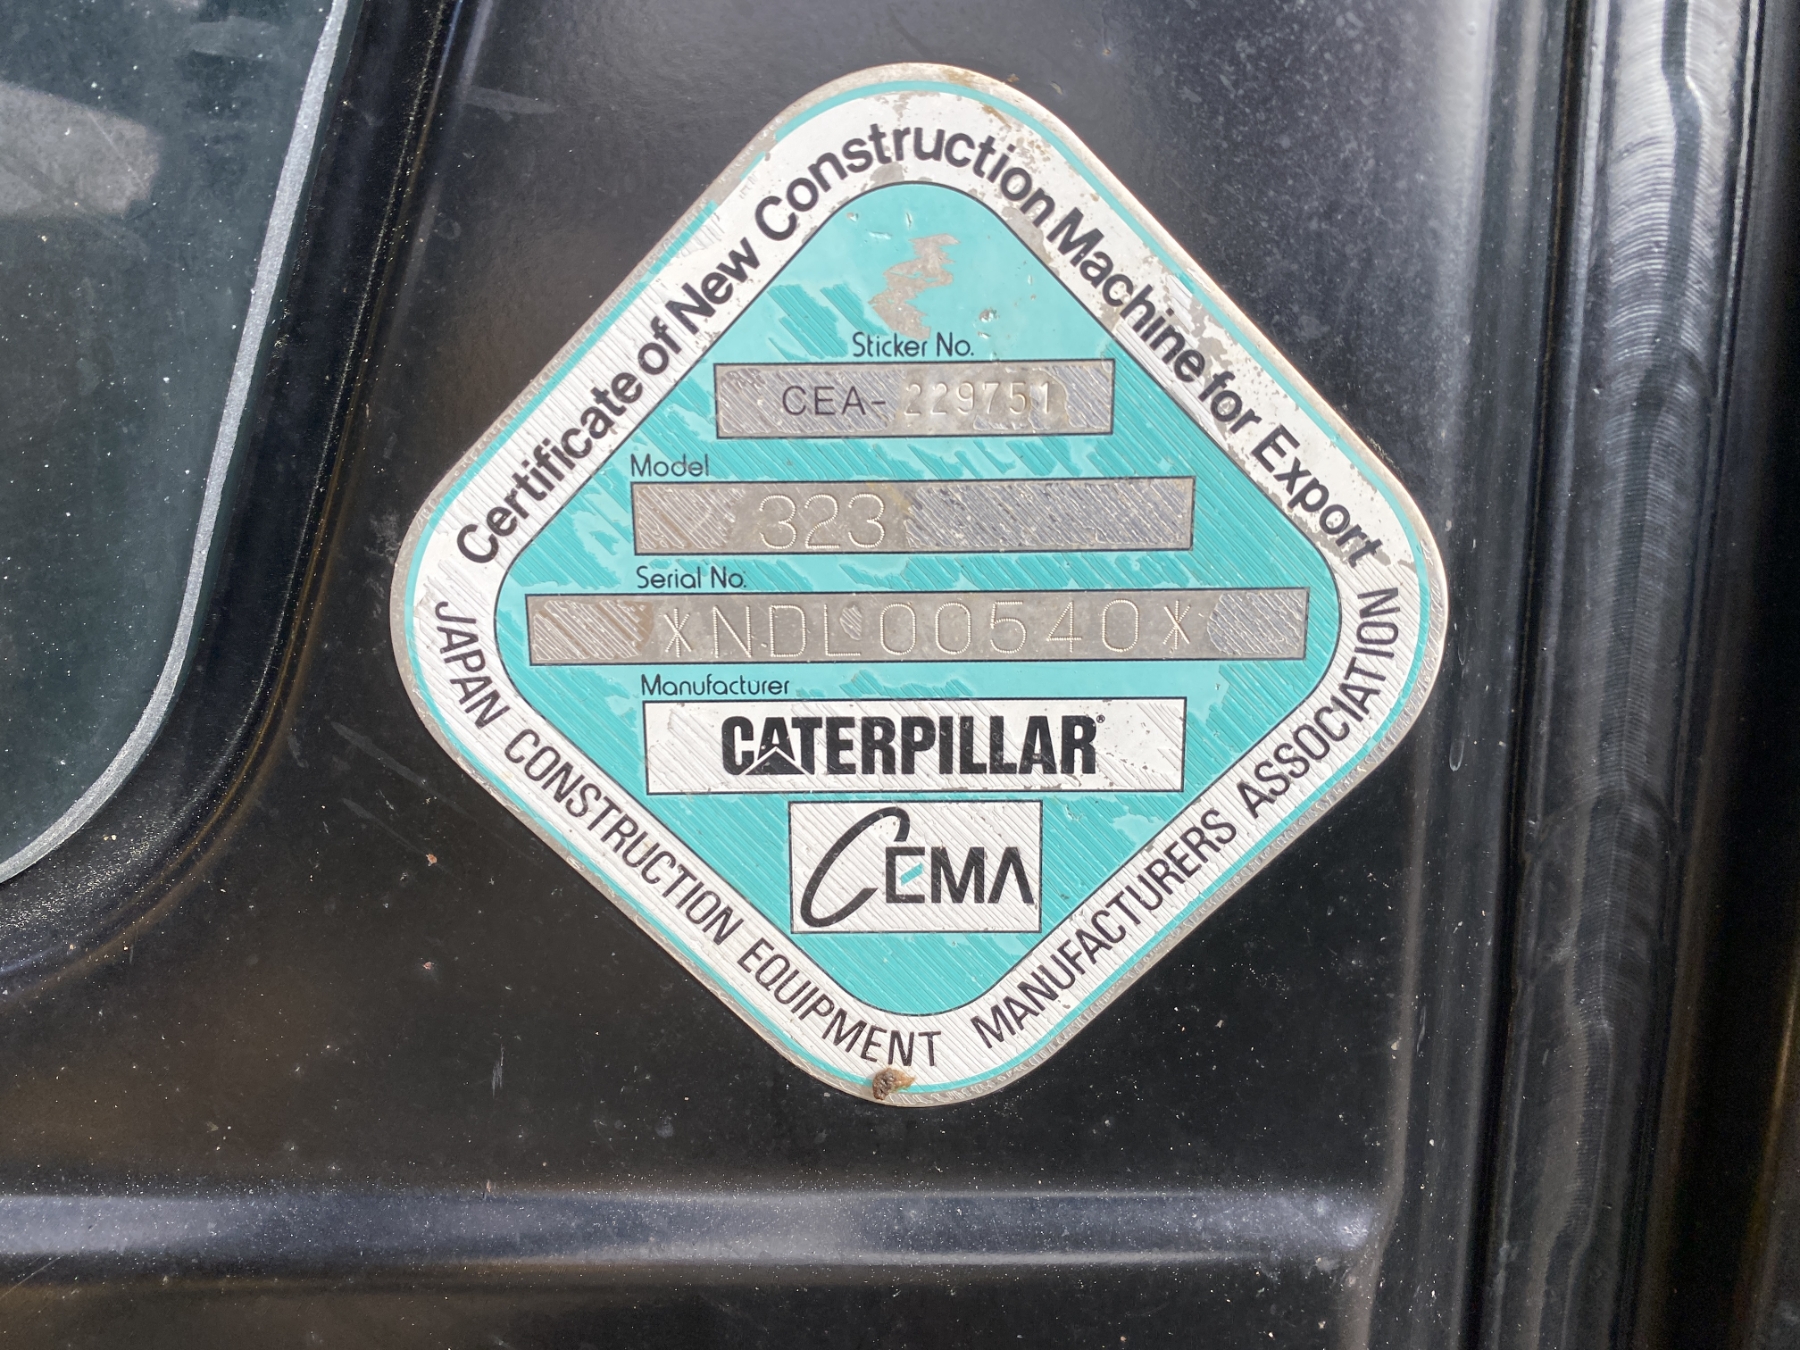 Certificate of New Construction Machine for Export
Sticker No.
CEA- 229751
Model
323
Serial No.
*NDL00540*
Manufacturer
CATERPILLAR®
CEMA
JAPAN CONSTRUCTION EQUIPMENT MANUFACTURERS ASSOCIATION